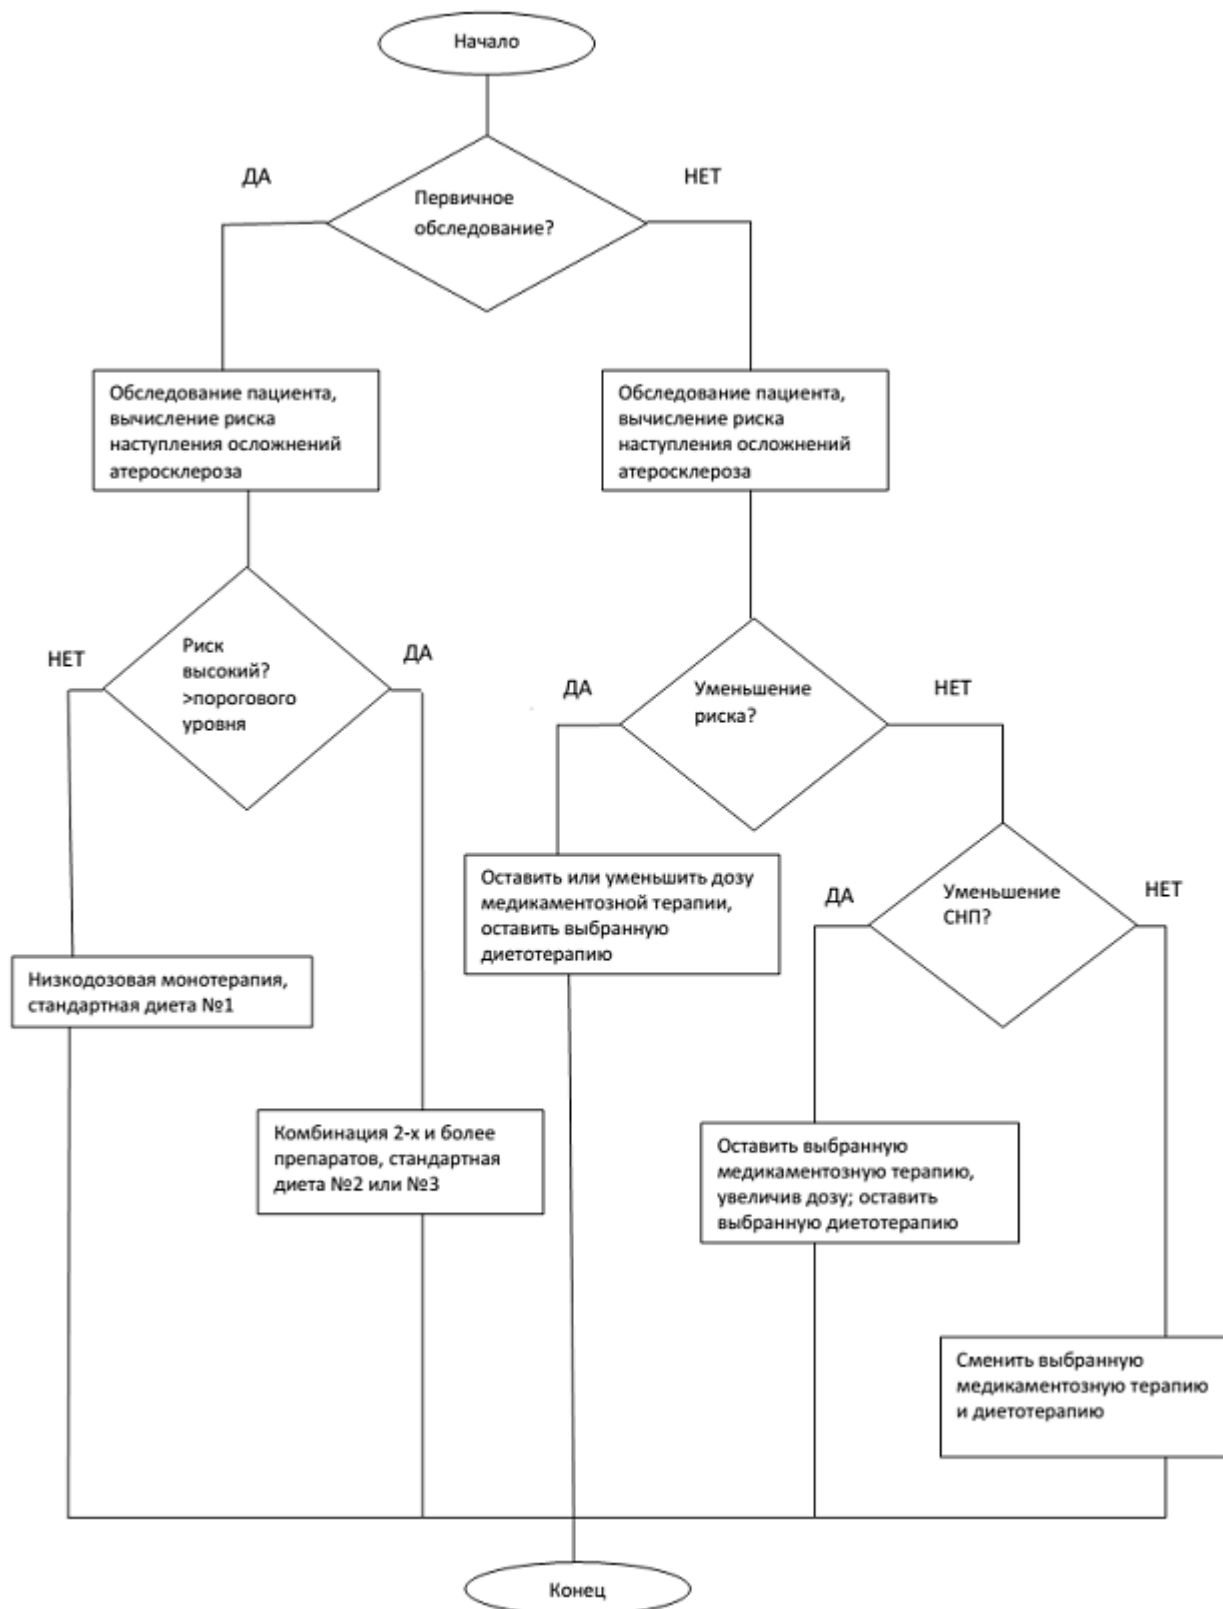 Начало
ДА
НЕТ
Первичное
обследование?
Обследование пациента,
вычисление риска
наступления осложнений
атеросклероза
Обследование пациента,
вычисление риска
наступления осложнений
атеросклероза
НЕТ
Риск
высокий?
>порогового
уровня
ДА
ДА
Уменьшение
риска?
НЕТ
Оставить или уменьшить дозу
медикаментозной терапии,
оставить выбранную
диетотерапию
ДА
Уменьшение
СНП?
НЕТ
Низкодозовая монотерапия,
стандартная диета №1
Комбинация 2-х и более
препаратов, стандартная
диета №2 или №3
Оставить выбранную
медикаментозную терапию,
увеличив дозу; оставить
выбранную диетотерапию
Сменить выбранную
медикаментозную терапию
и диетотерапию
Конец